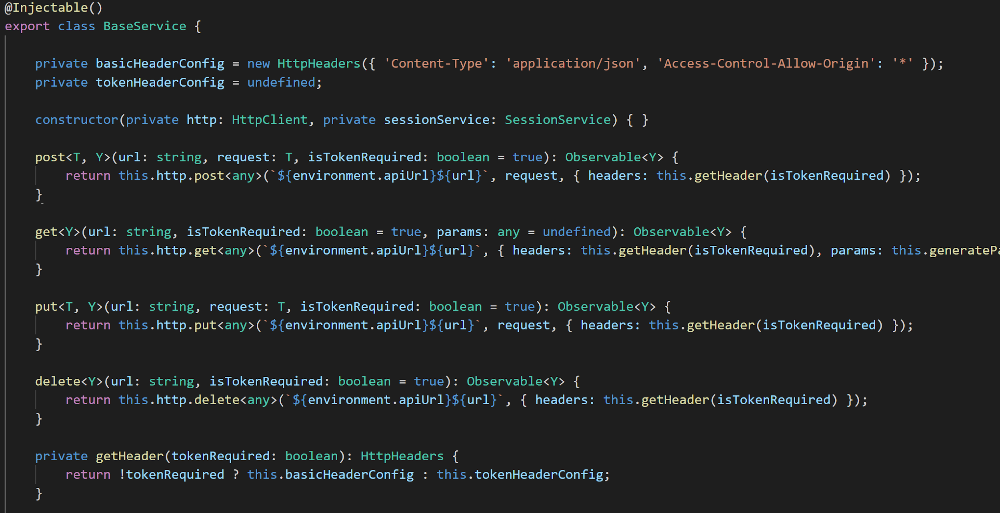 @Injectable()
export class BaseService {
private basicHeaderConfig = new HttpHeaders({ 'Content-Type': 'application/json', 'Access-Control-Allow-Origin': '*' });
private tokenHeaderConfig = undefined;
constructor(private http: HttpClient, private sessionService: SessionService) { }
post<T, Y>(url: string, request: T, isTokenRequired: boolean = true): Observable<Y> {
return this.http.post<any>(`${environment.apiUrl}${url}`, request, { headers: this.getHeader(isTokenRequired) });
}
get<Y>(url: string, isTokenRequired: boolean = true, params: any = undefined): Observable<Y> {
return this.http.get<any>(`${environment.apiUrl}${url}`, { headers: this.getHeader(isTokenRequired), params: this.generatePa
}
put<T, Y>(url: string, request: T, isTokenRequired: boolean = true): Observable<Y> {
return this.http.put<any>(`${environment.apiUrl}${url}`, request, { headers: this.getHeader(isTokenRequired) });
}
delete<Y>(url: string, isTokenRequired: boolean = true): Observable<Y> {
return this.http.delete<any>(`${environment.apiUrl}${url}`, { headers: this.getHeader(isTokenRequired) });
}
private getHeader(tokenRequired: boolean): HttpHeaders {
return !tokenRequired ? this.basicHeaderConfig : this.tokenHeaderConfig;
}